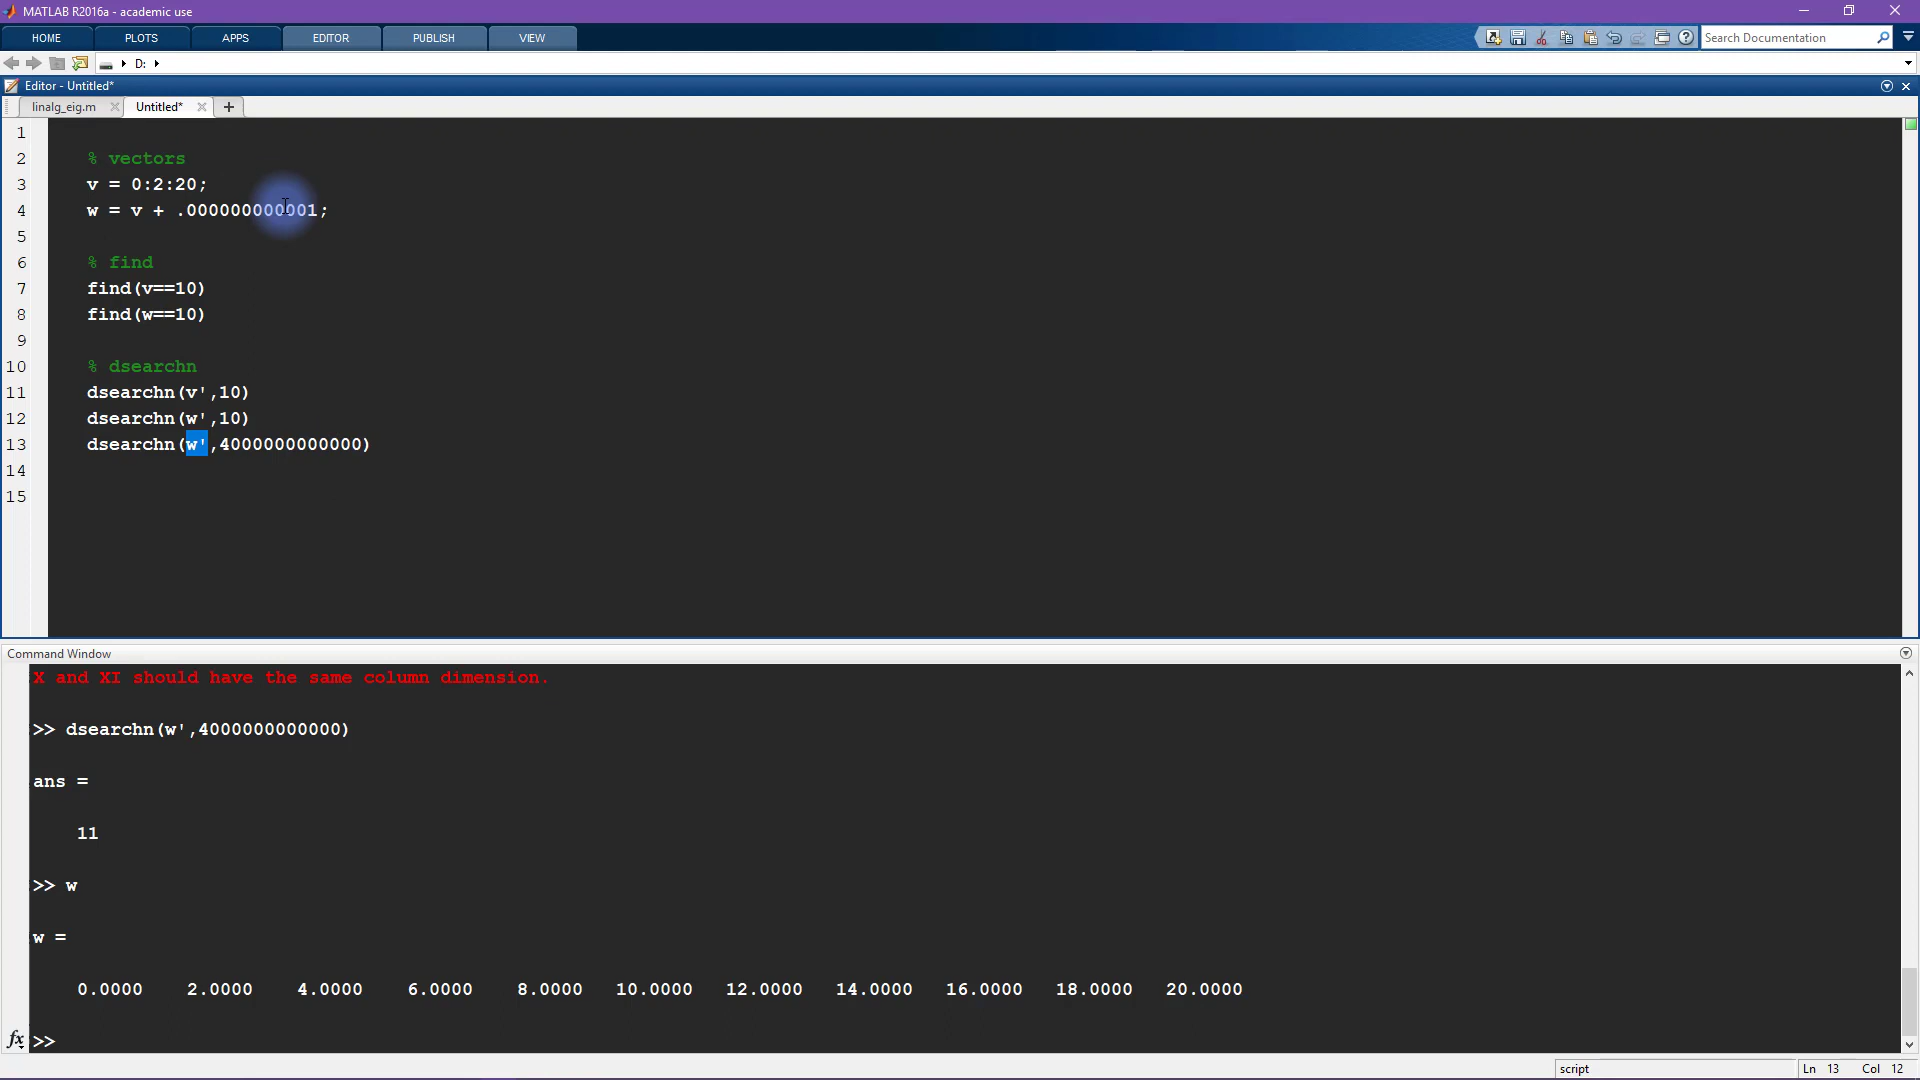 MATLAB R2016a - academic use
HOME PLOTS APPS EDITOR PUBLISH VIEW Search Documentation
D:
Editor - Untitled*
linalg_eig.m Untitled* +
1
2 % vectors
3 v = 0:2:20;
4 w = v + .000000000001;
5
6 % find
7 find(v==10)
8 find(w==10)
9
10 % dsearchn
11 dsearchn(v',10)
12 dsearchn(w',10)
13 dsearchn(w',4000000000000)
14
15
Command Window
X and XI should have the same column dimension.
>> dsearchn(w',4000000000000)
ans =
11
>> w
w =
0.0000 2.0000 4.0000 6.0000 8.0000 10.0000 12.0000 14.0000 16.0000 18.0000 20.0000
fx >>
script Ln 13 Col 12